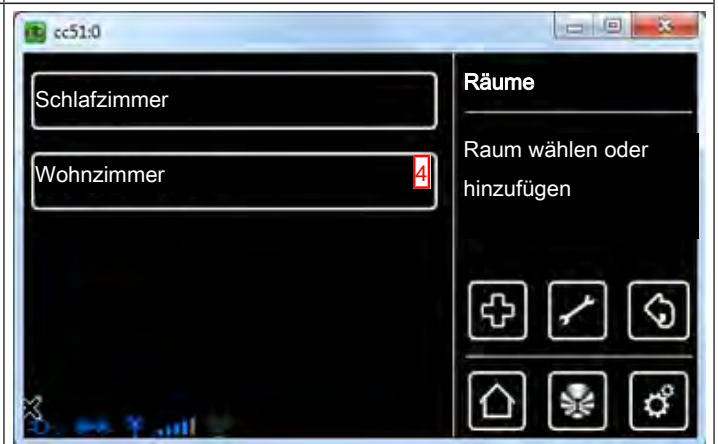 cc51:0
Schlafzimmer
Wohnzimmer 4
Räume
Raum wählen oder
hinzufügen